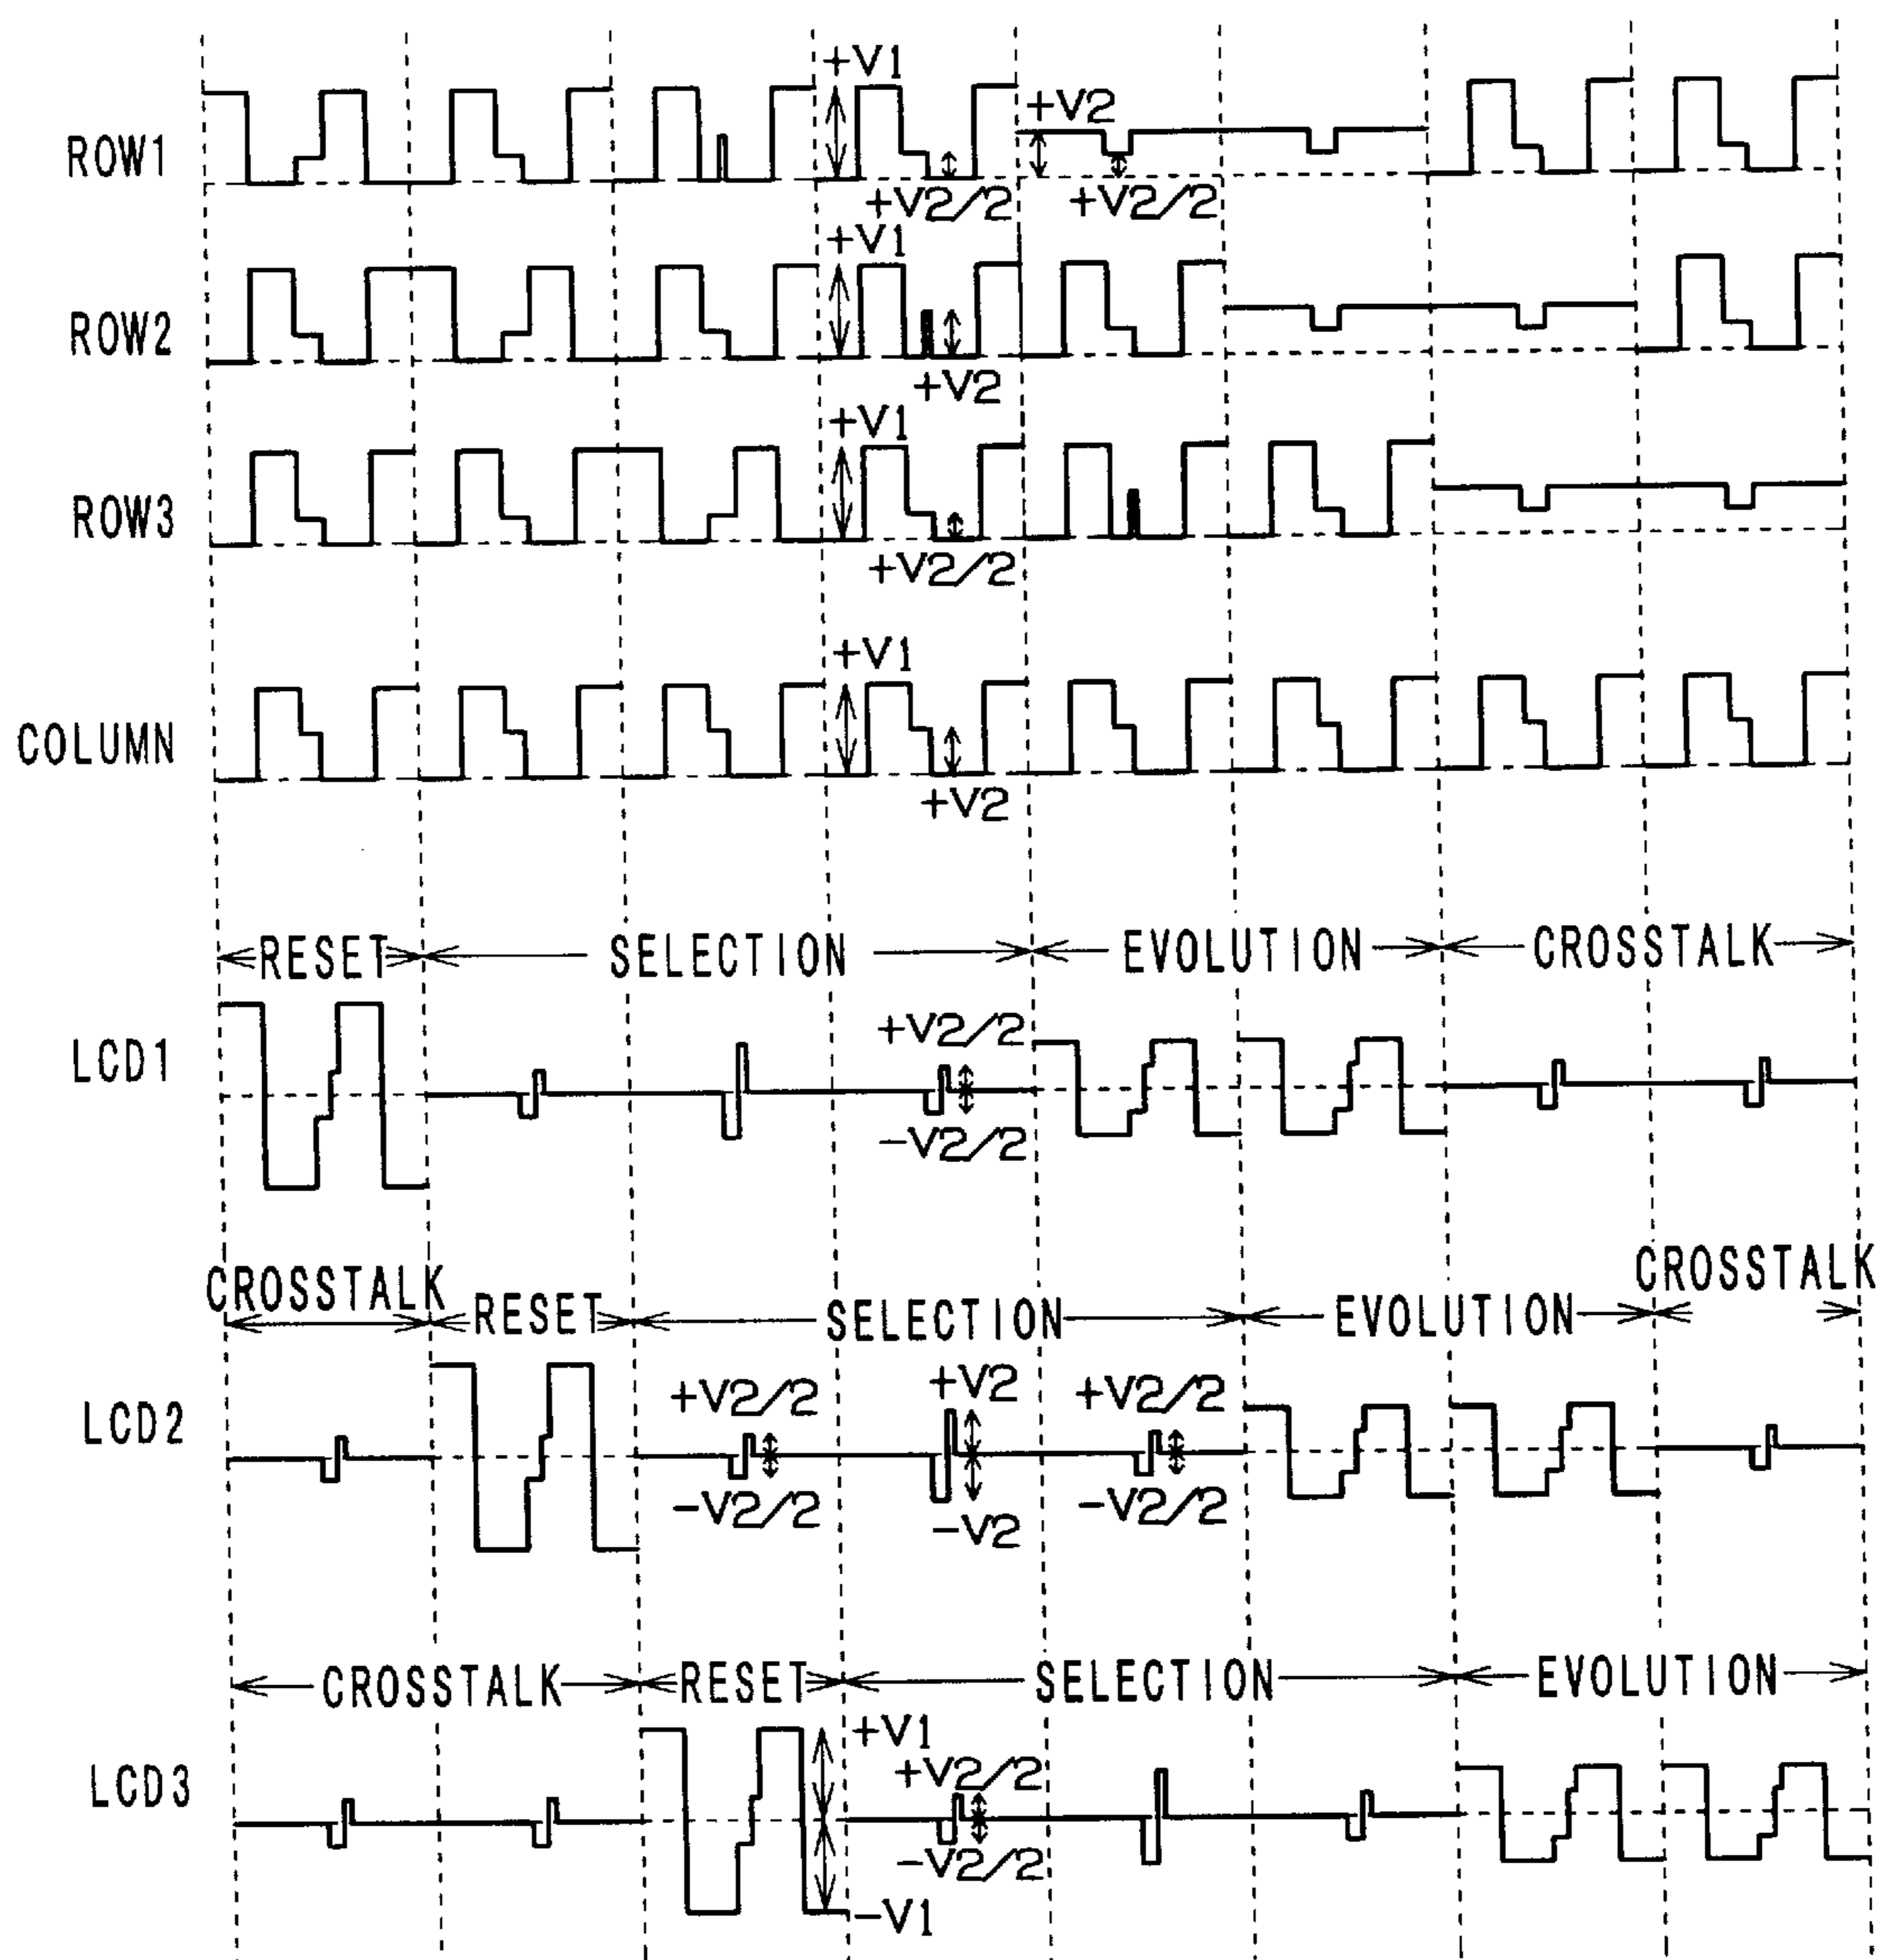 +V1
ROW1
+V2
+V2/2
+V2/2
+V1
ROW2
+V2
+V1
ROW3
+V2/2
+V1
COLUMN
+V2
RESET SELECTION EVOLUTION CROSSTALK
LCD1
+V2/2
-V2/2
CROSSTALK RESET SELECTION EVOLUTION CROSSTALK
LCD2
+V2/2 +V2 +V2/2
-V2/2 -V2 -V2/2
CROSSTALK RESET SELECTION EVOLUTION
LCD3
+V1
+V2/2
-V2/2
-V1